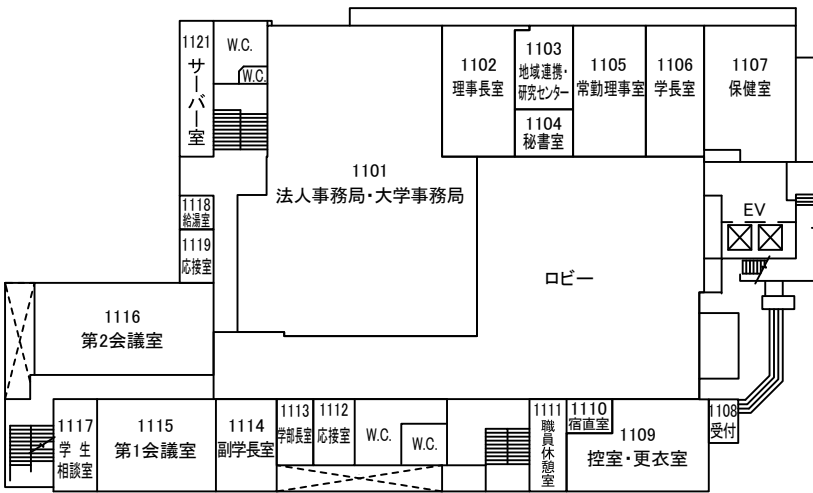 1121
サーバー室
W.C.
W.C.
1102
理事長室
1103
地域連携・
研究センター
1104
秘書室
1105
常勤理事室
1106
学長室
1107
保健室
1101
法人事務局・大学事務局
1118
給湯室
1119
応接室
EV
ロビー
1116
第2会議室
1117
学生
相談室
1115
第1会議室
1114
副学長室
1113
学部長室
1112
応接室
W.C.
W.C.
1111
職員休憩室
1110
宿直室
1109
控室・更衣室
1108
受付